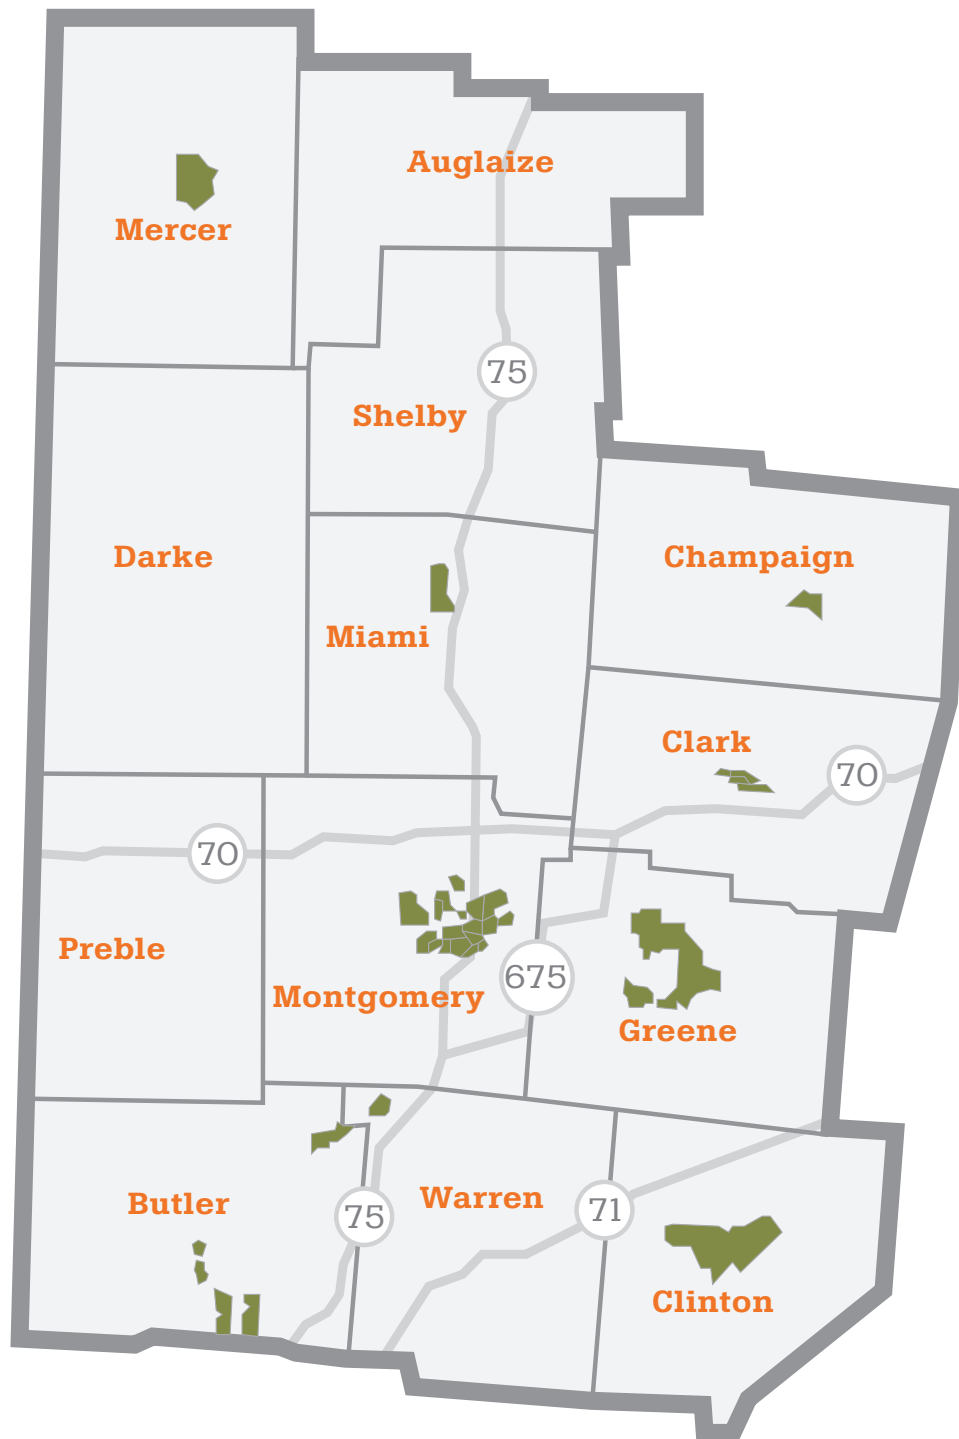 Auglaize
Mercer
75
Shelby
Darke
Champaign
Miami
Clark
70
70
Preble
675
Montgomery
Greene
Butler
Warren
75
71
Clinton